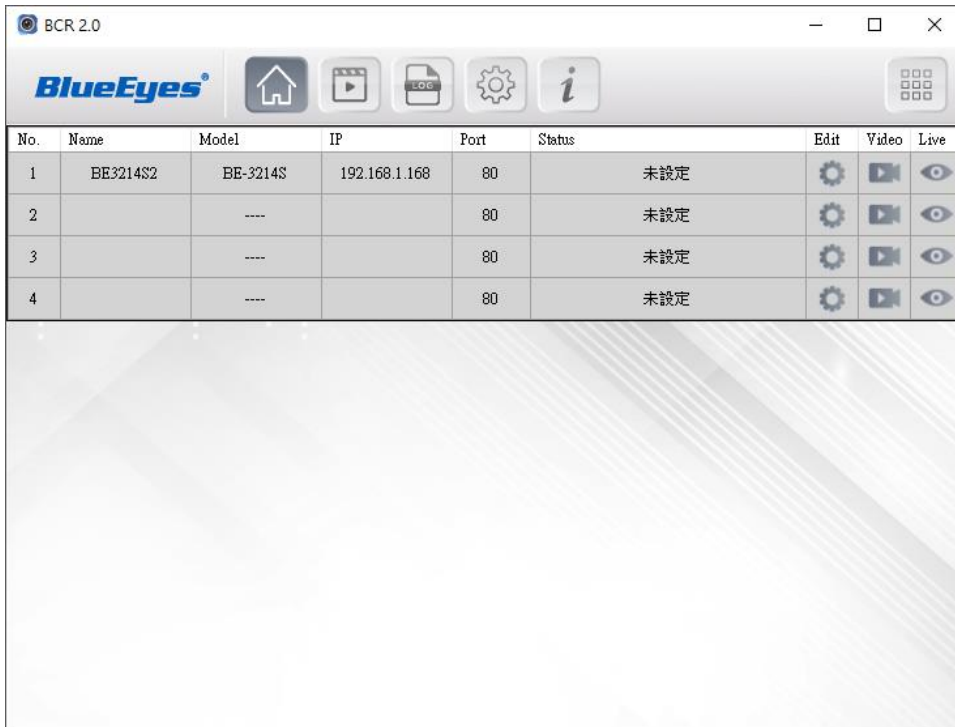 BCR 2.0
BlueEyes®
LOG
i
No. Name Model IP Port Status Edit Video Live
1 BE3214S2 BE-3214S 192.168.1.168 80 未設定
2 ---- 80 未設定
3 ---- 80 未設定
4 ---- 80 未設定